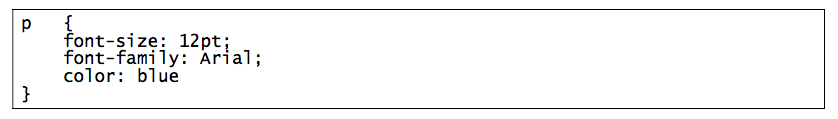 p   {
    font-size: 12pt;
    font-family: Arial;
    color: blue
}